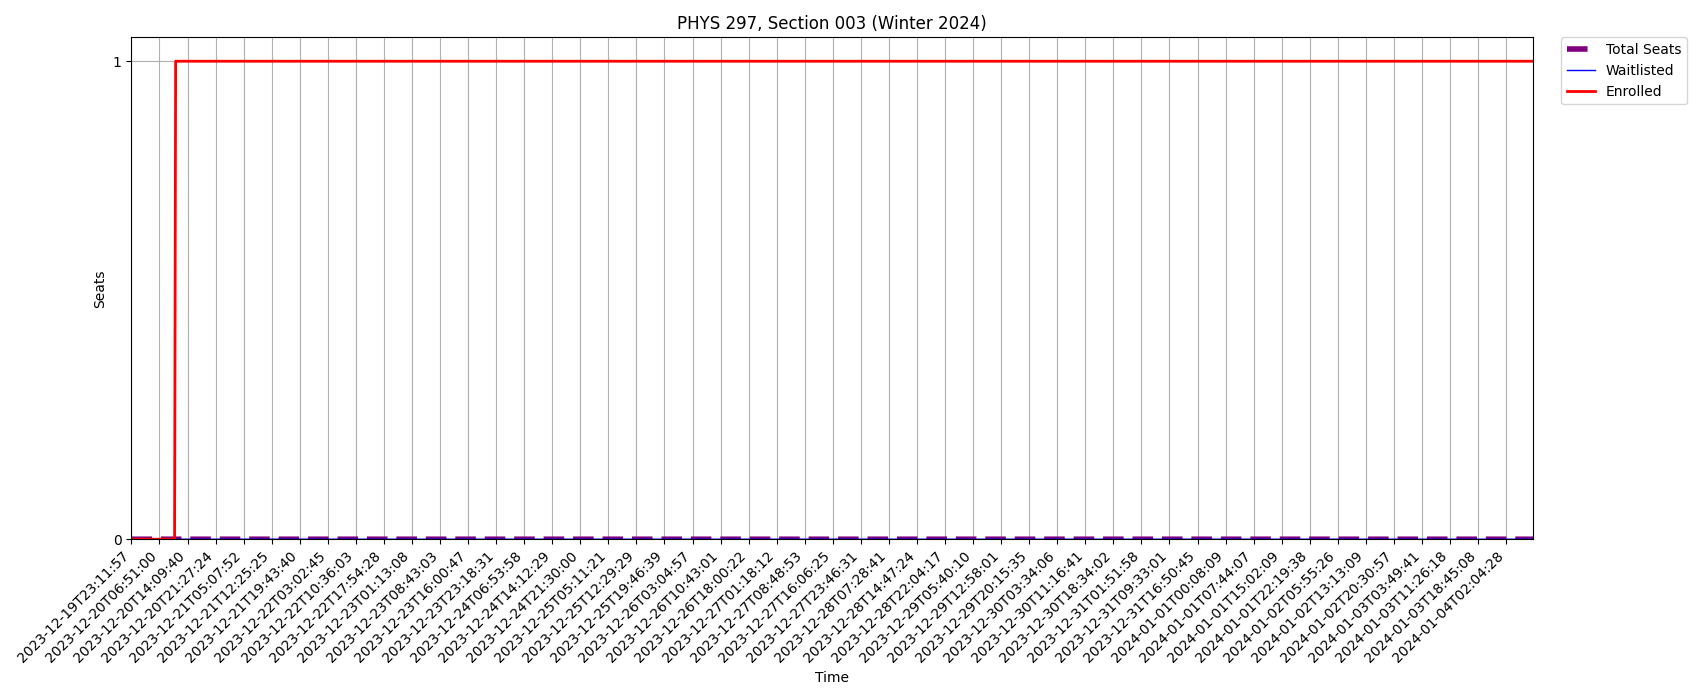 PHYS 297, Section 003 (Winter 2024)
Total Seats
Waitlisted
Enrolled
1
0
Seats
2023-12-19T23:11:57
2023-12-20T06:51:00
2023-12-20T14:09:40
2023-12-20T21:27:24
2023-12-21T05:07:52
2023-12-21T12:25:25
2023-12-21T19:43:40
2023-12-22T03:02:45
2023-12-22T10:36:03
2023-12-22T17:54:28
2023-12-23T01:13:08
2023-12-23T08:43:03
2023-12-23T16:00:47
2023-12-23T23:18:31
2023-12-24T06:53:58
2023-12-24T14:12:29
2023-12-24T21:30:00
2023-12-25T05:11:21
2023-12-25T12:29:29
2023-12-25T19:46:39
2023-12-26T03:04:57
2023-12-26T10:43:01
2023-12-26T18:00:22
2023-12-27T01:18:12
2023-12-27T08:48:53
2023-12-27T16:06:25
2023-12-27T23:46:31
2023-12-28T07:28:41
2023-12-28T14:47:24
2023-12-28T22:04:17
2023-12-29T05:40:10
2023-12-29T12:58:01
2023-12-29T20:15:35
2023-12-30T03:34:06
2023-12-30T11:16:41
2023-12-30T18:34:02
2023-12-31T01:51:58
2023-12-31T09:33:01
2023-12-31T16:50:45
2024-01-01T00:08:09
2024-01-01T07:44:07
2024-01-01T15:02:09
2024-01-01T22:19:38
2024-01-02T05:55:26
2024-01-02T13:13:09
2024-01-02T20:30:57
2024-01-03T03:49:41
2024-01-03T11:26:18
2024-01-03T18:45:08
2024-01-04T02:04:28
Time